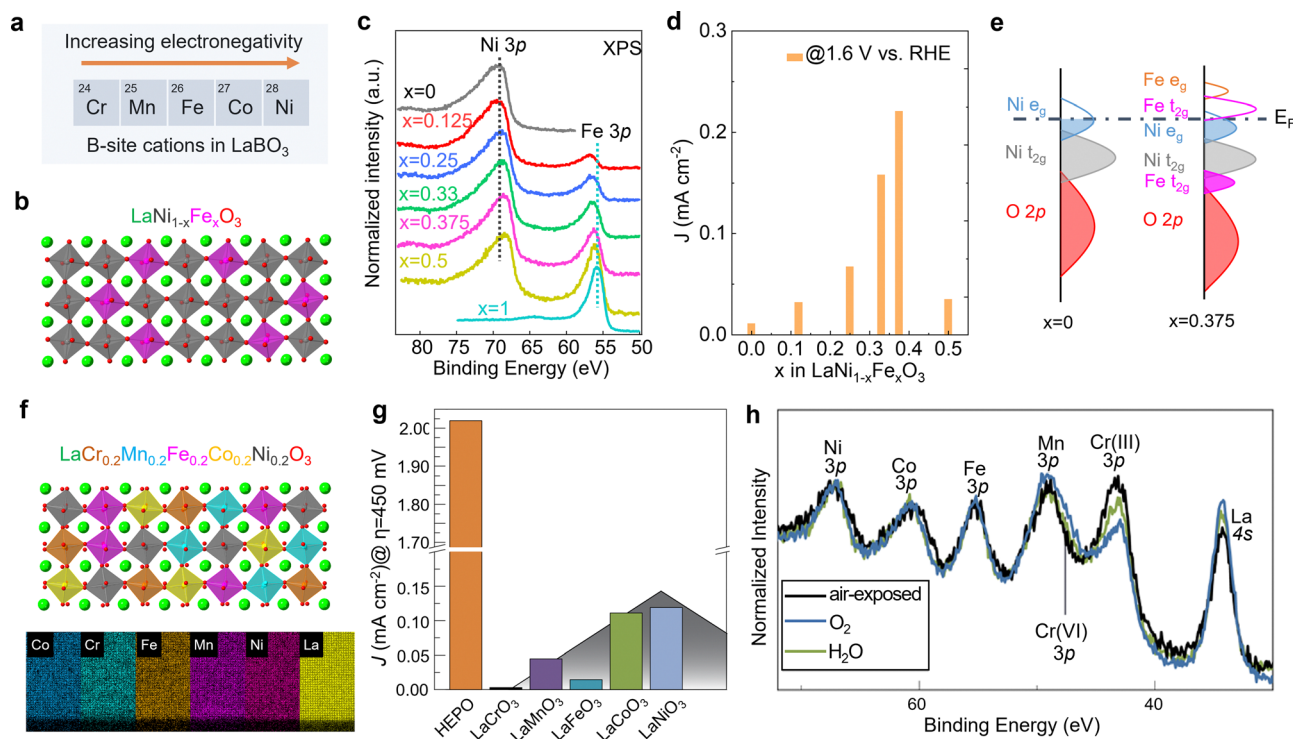 a
Increasing electronegativity
24 25 26 27 28
Cr Mn Fe Co Ni
B-site cations in LaBO3
b
LaNi1-xFexO3
c
Ni 3p
XPS
Fe 3p
x=0
x=0.125
x=0.25
x=0.33
x=0.375
x=0.5
x=1
Normalized intensity (a.u.)
80 75 70 65 60 55 50
Binding Energy (eV)
d
@1.6 V vs. RHE
J (mA cm-2)
0.3
0.2
0.1
0.0
0.0 0.1 0.2 0.3 0.4 0.5
x in LaNi1-xFexO3
e
Ni eg
Ni t2g
O 2p
x=0
Fe eg
Fe t2g
Ni eg
Ni t2g
Fe t2g
O 2p
x=0.375
EF
f
LaCr0.2Mn0.2Fe0.2Co0.2Ni0.2O3
Co Cr Fe Mn Ni La
g
J (mA cm-2)@ η=450 mV
2.00
1.90
1.80
1.70
0.15
0.10
0.05
0.00
HEPO
LaCrO3
LaMnO3
LaFeO3
LaCoO3
LaNiO3
h
Ni
3p
Co
3p
Fe
3p
Mn
3p
Cr(III)
3p
La
4s
Cr(VI)
3p
air-exposed
O2
H2O
Normalized Intensity
60 40
Binding Energy (eV)